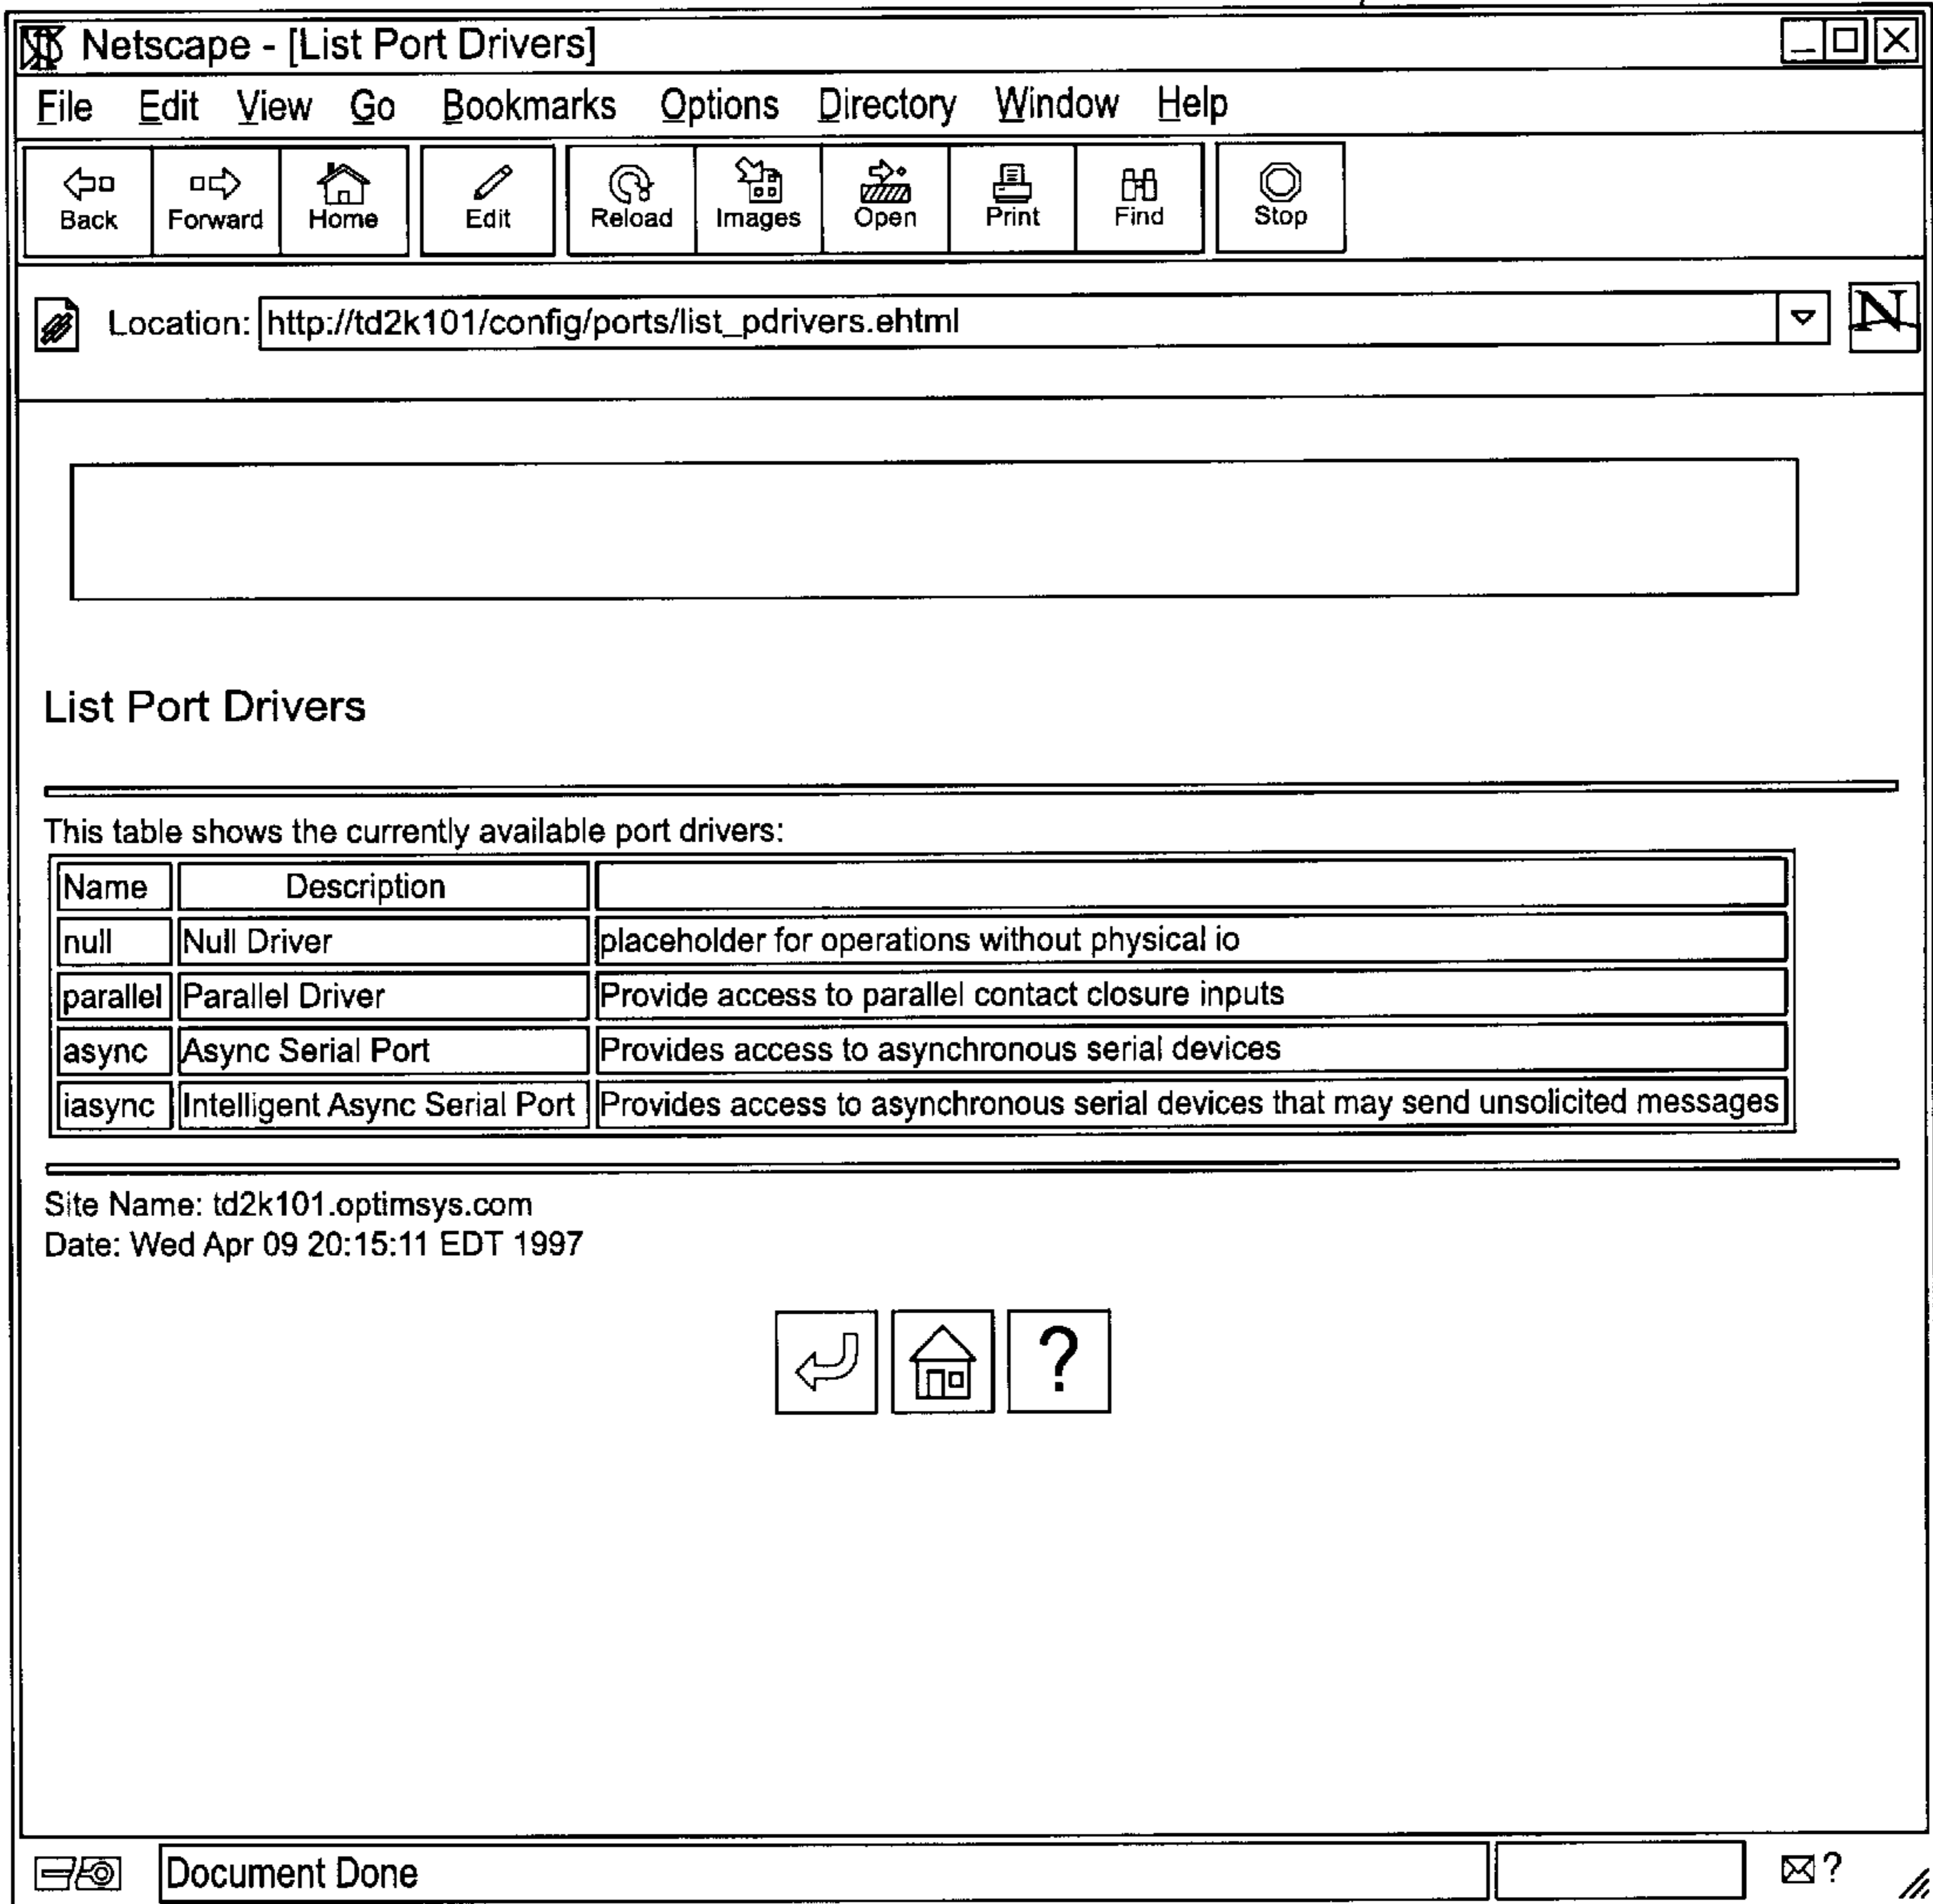 Netscape - [List Port Drivers]
File Edit View Go Bookmarks Options Directory Window Help
Back Forward Home Edit Reload Images Open Print Find Stop
Location: http://td2k101/config/ports/list_pdrivers.ehtml
N
List Port Drivers
This table shows the currently available port drivers:
Name Description
null Null Driver placeholder for operations without physical io
parallel Parallel Driver Provide access to parallel contact closure inputs
async Async Serial Port Provides access to asynchronous serial devices
iasync Intelligent Async Serial Port Provides access to asynchronous serial devices that may send unsolicited messages
Site Name: td2k101.optimsys.com
Date: Wed Apr 09 20:15:11 EDT 1997
?
Document Done ?